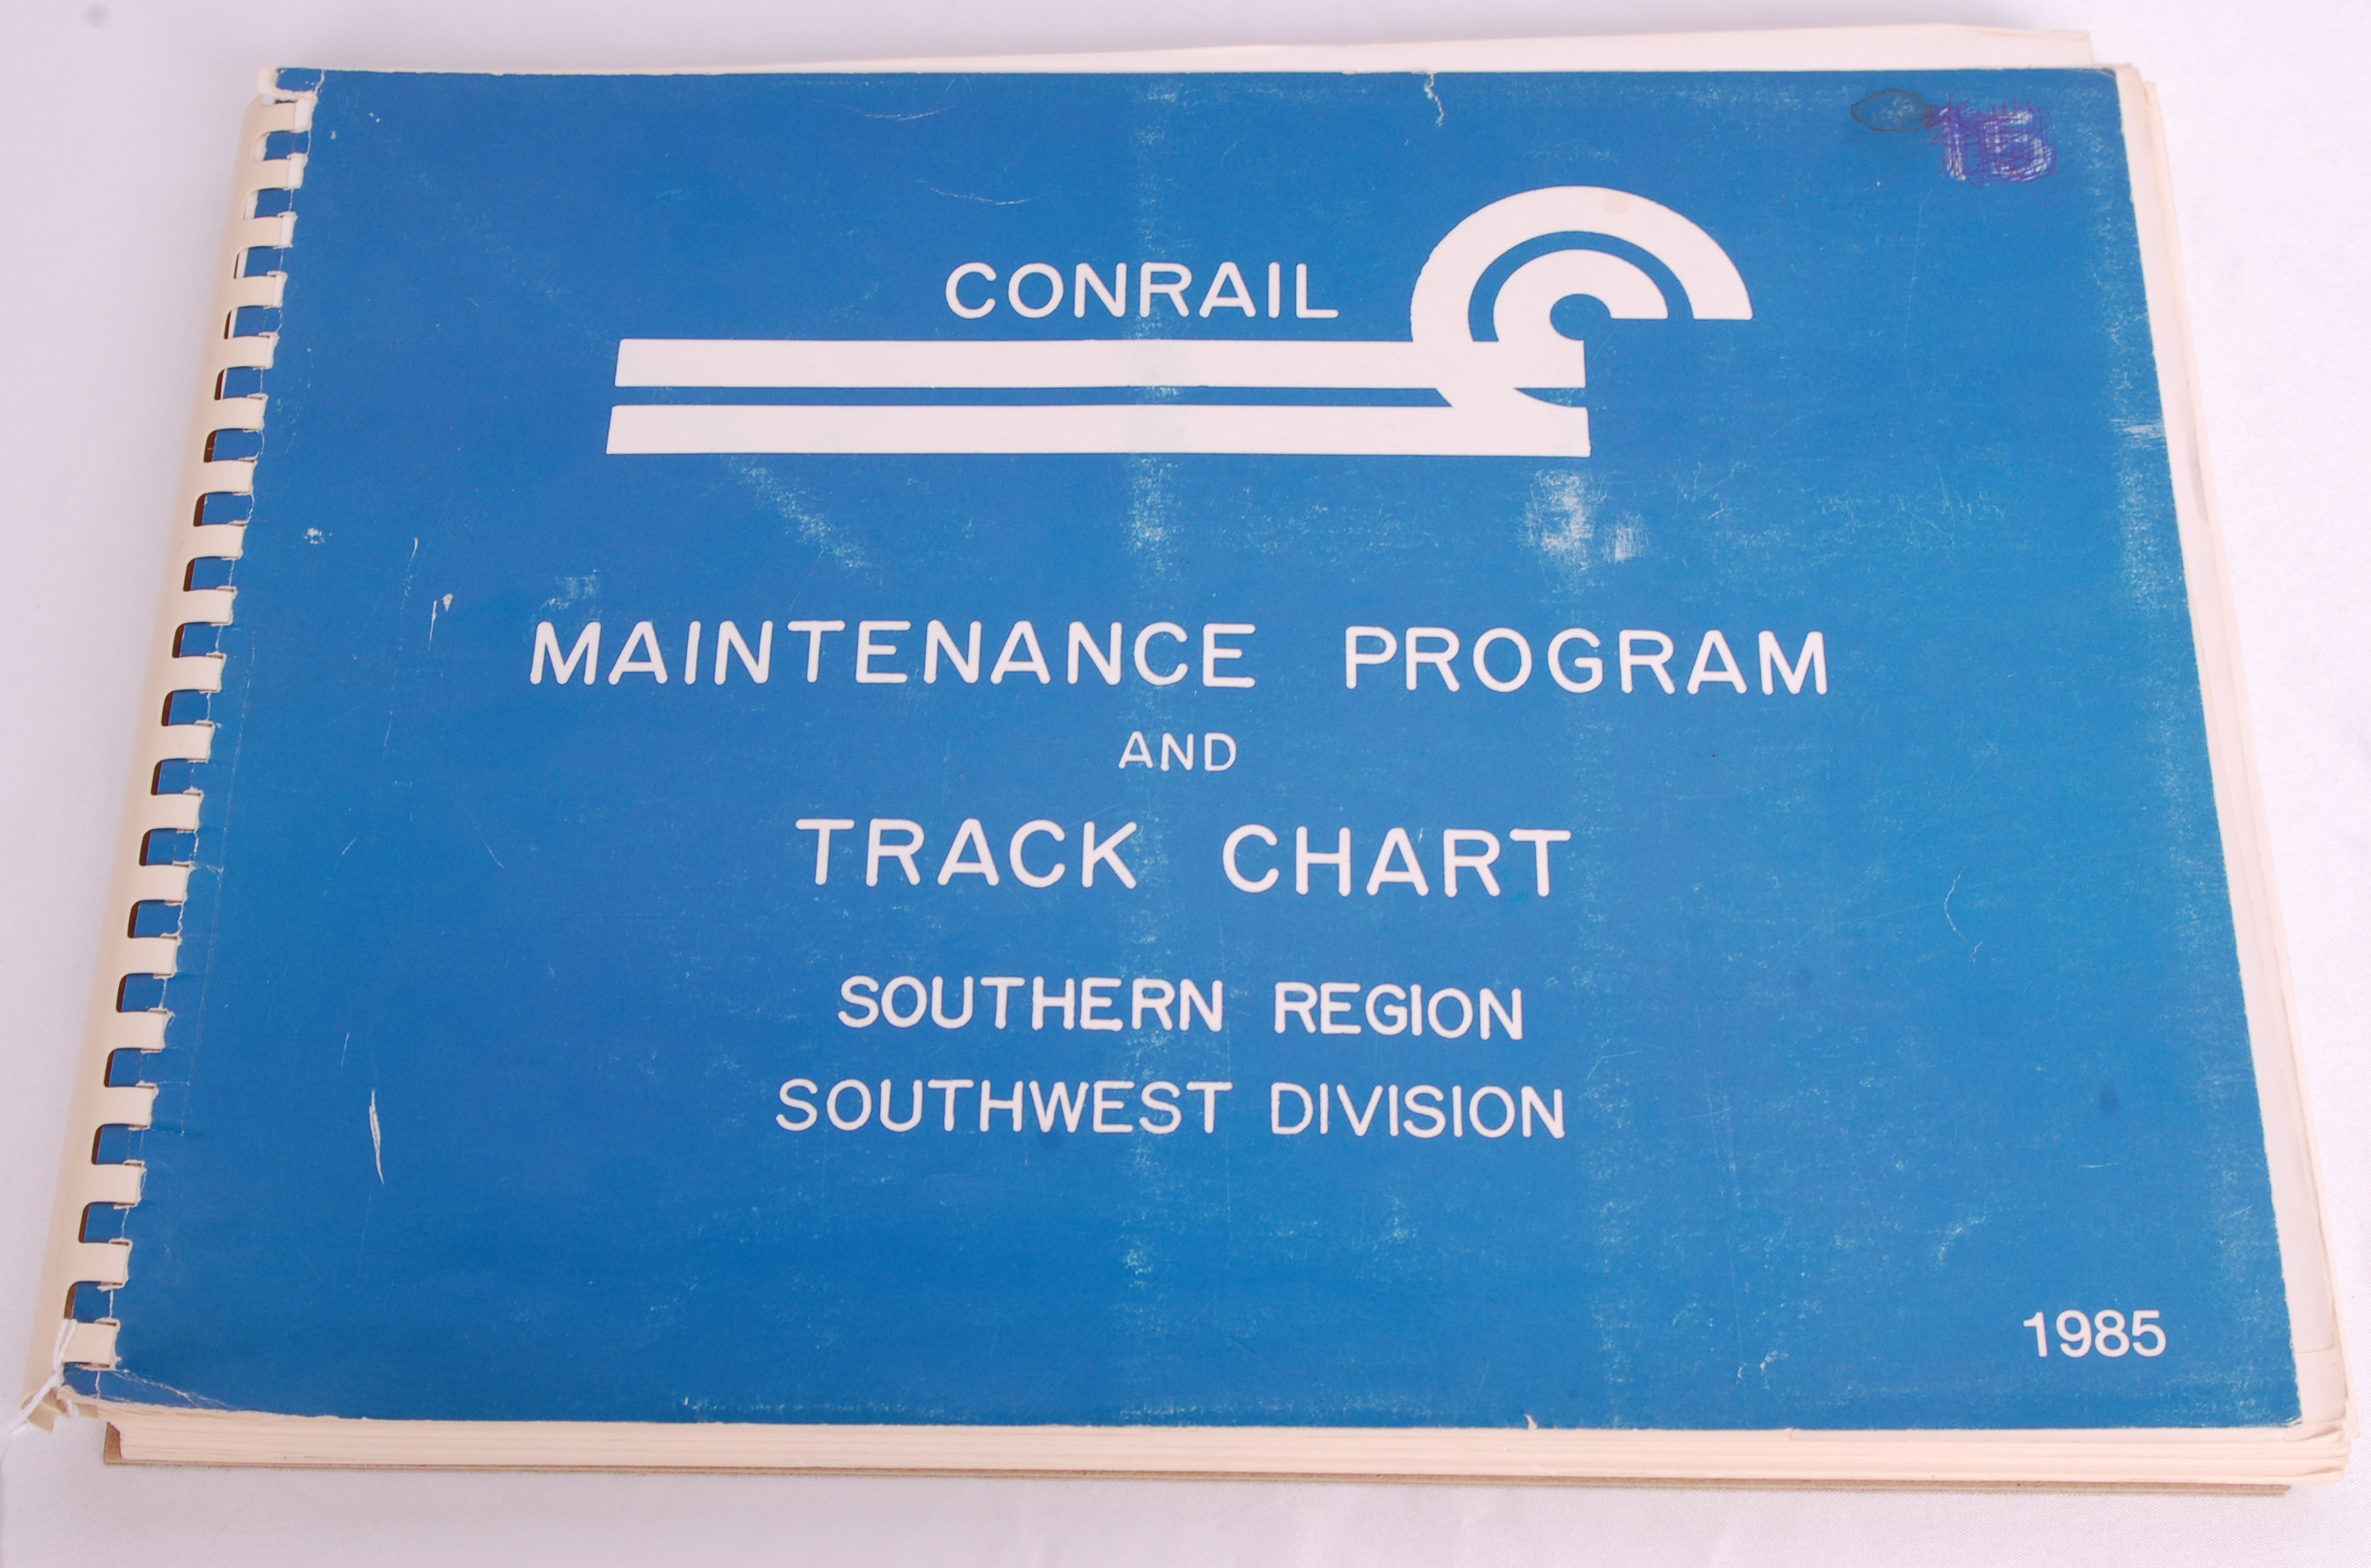 CONRAIL
MAINTENANCE PROGRAM
AND
TRACK CHART
SOUTHERN REGION
SOUTHWEST DIVISION
1985